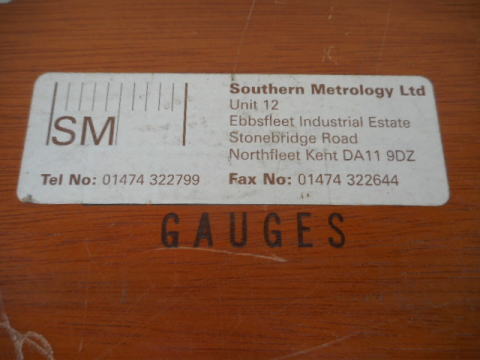 SM
Southern Metrology Ltd
Unit 12
Ebbsfleet Industrial Estate
Stonebridge Road
Northfleet Kent DA11 9DZ
Tel No: 01474 322799 Fax No: 01474 322644
GAUGES